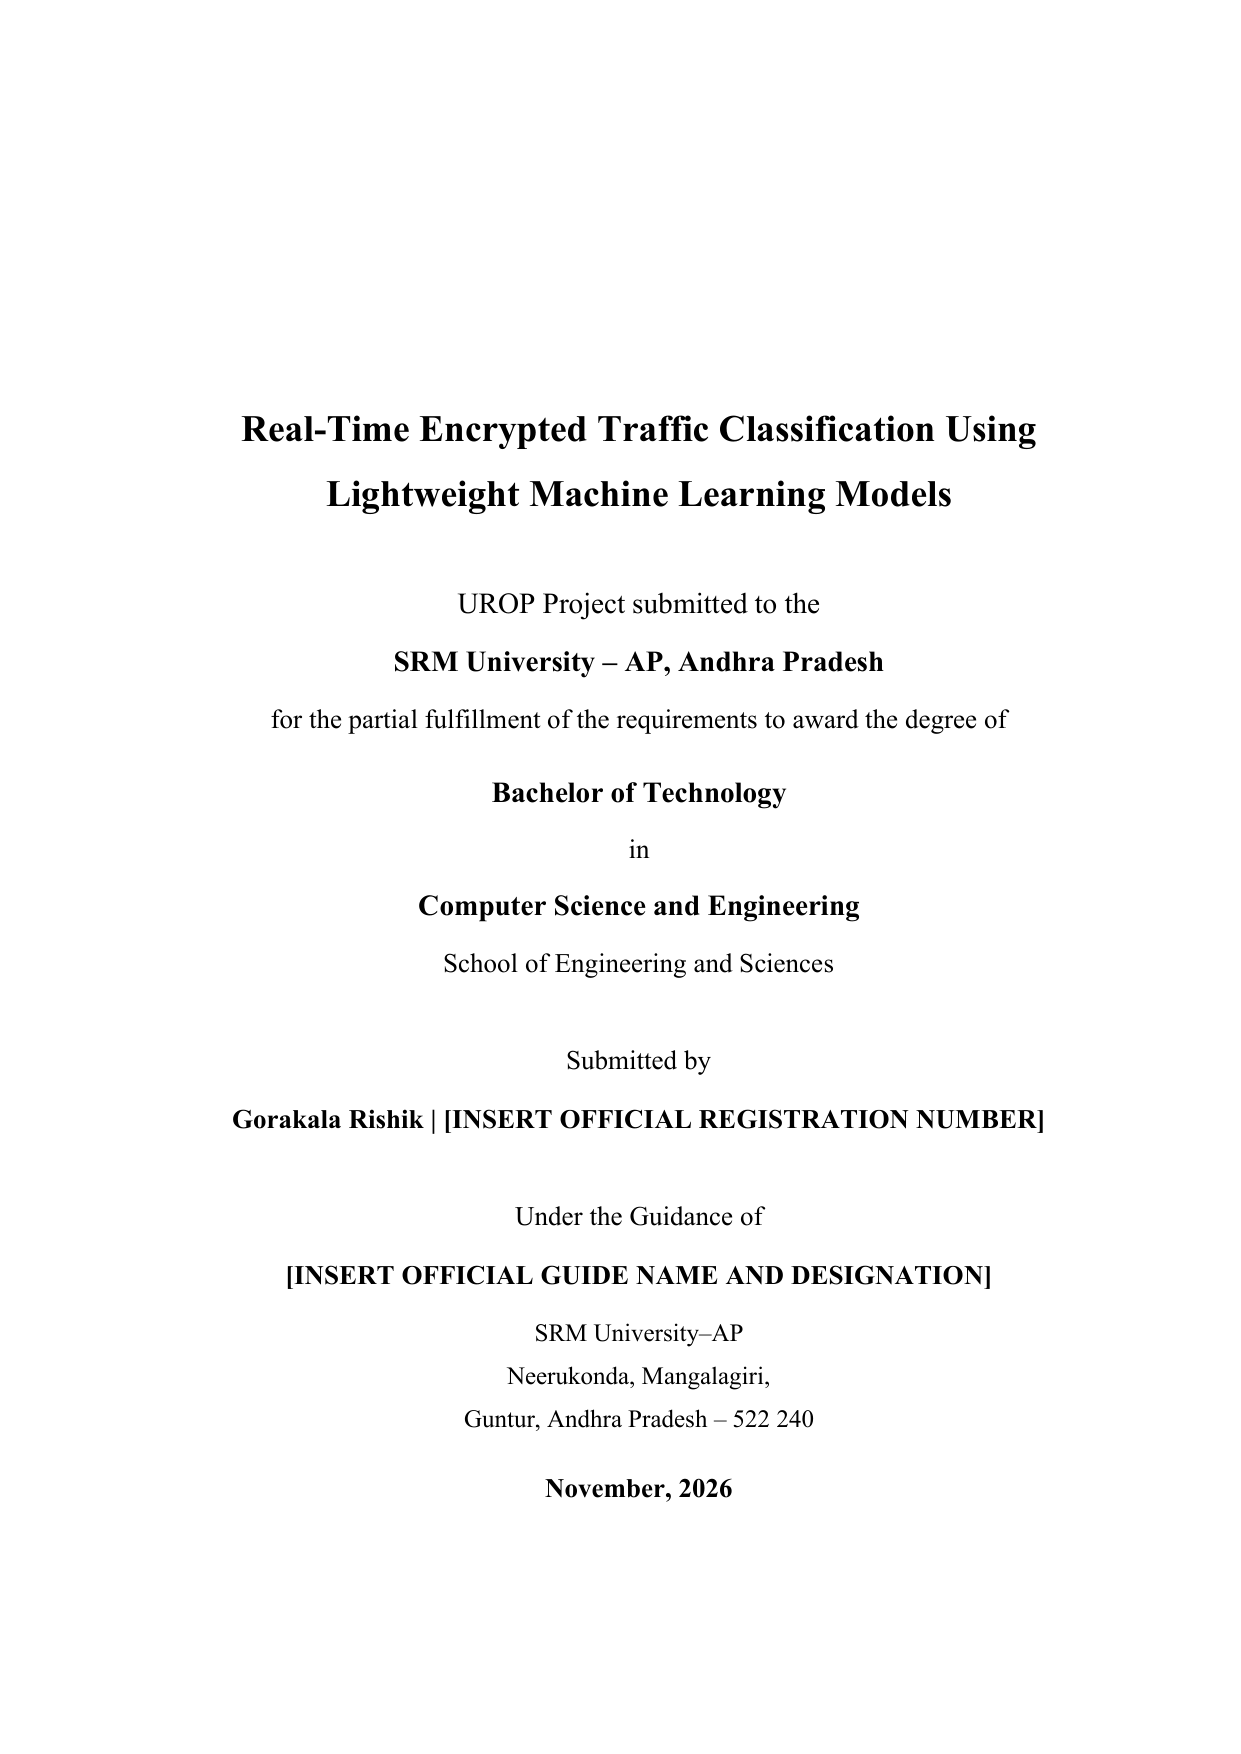 Real-Time Encrypted Traffic Classification Using
Lightweight Machine Learning Models
UROP Project submitted to the
SRM University – AP, Andhra Pradesh
for the partial fulfillment of the requirements to award the degree of
Bachelor of Technology
in
Computer Science and Engineering
School of Engineering and Sciences
Submitted by
Gorakala Rishik | [INSERT OFFICIAL REGISTRATION NUMBER]
Under the Guidance of
[INSERT OFFICIAL GUIDE NAME AND DESIGNATION]
SRM University–AP
Neerukonda, Mangalagiri,
Guntur, Andhra Pradesh – 522 240
November, 2026